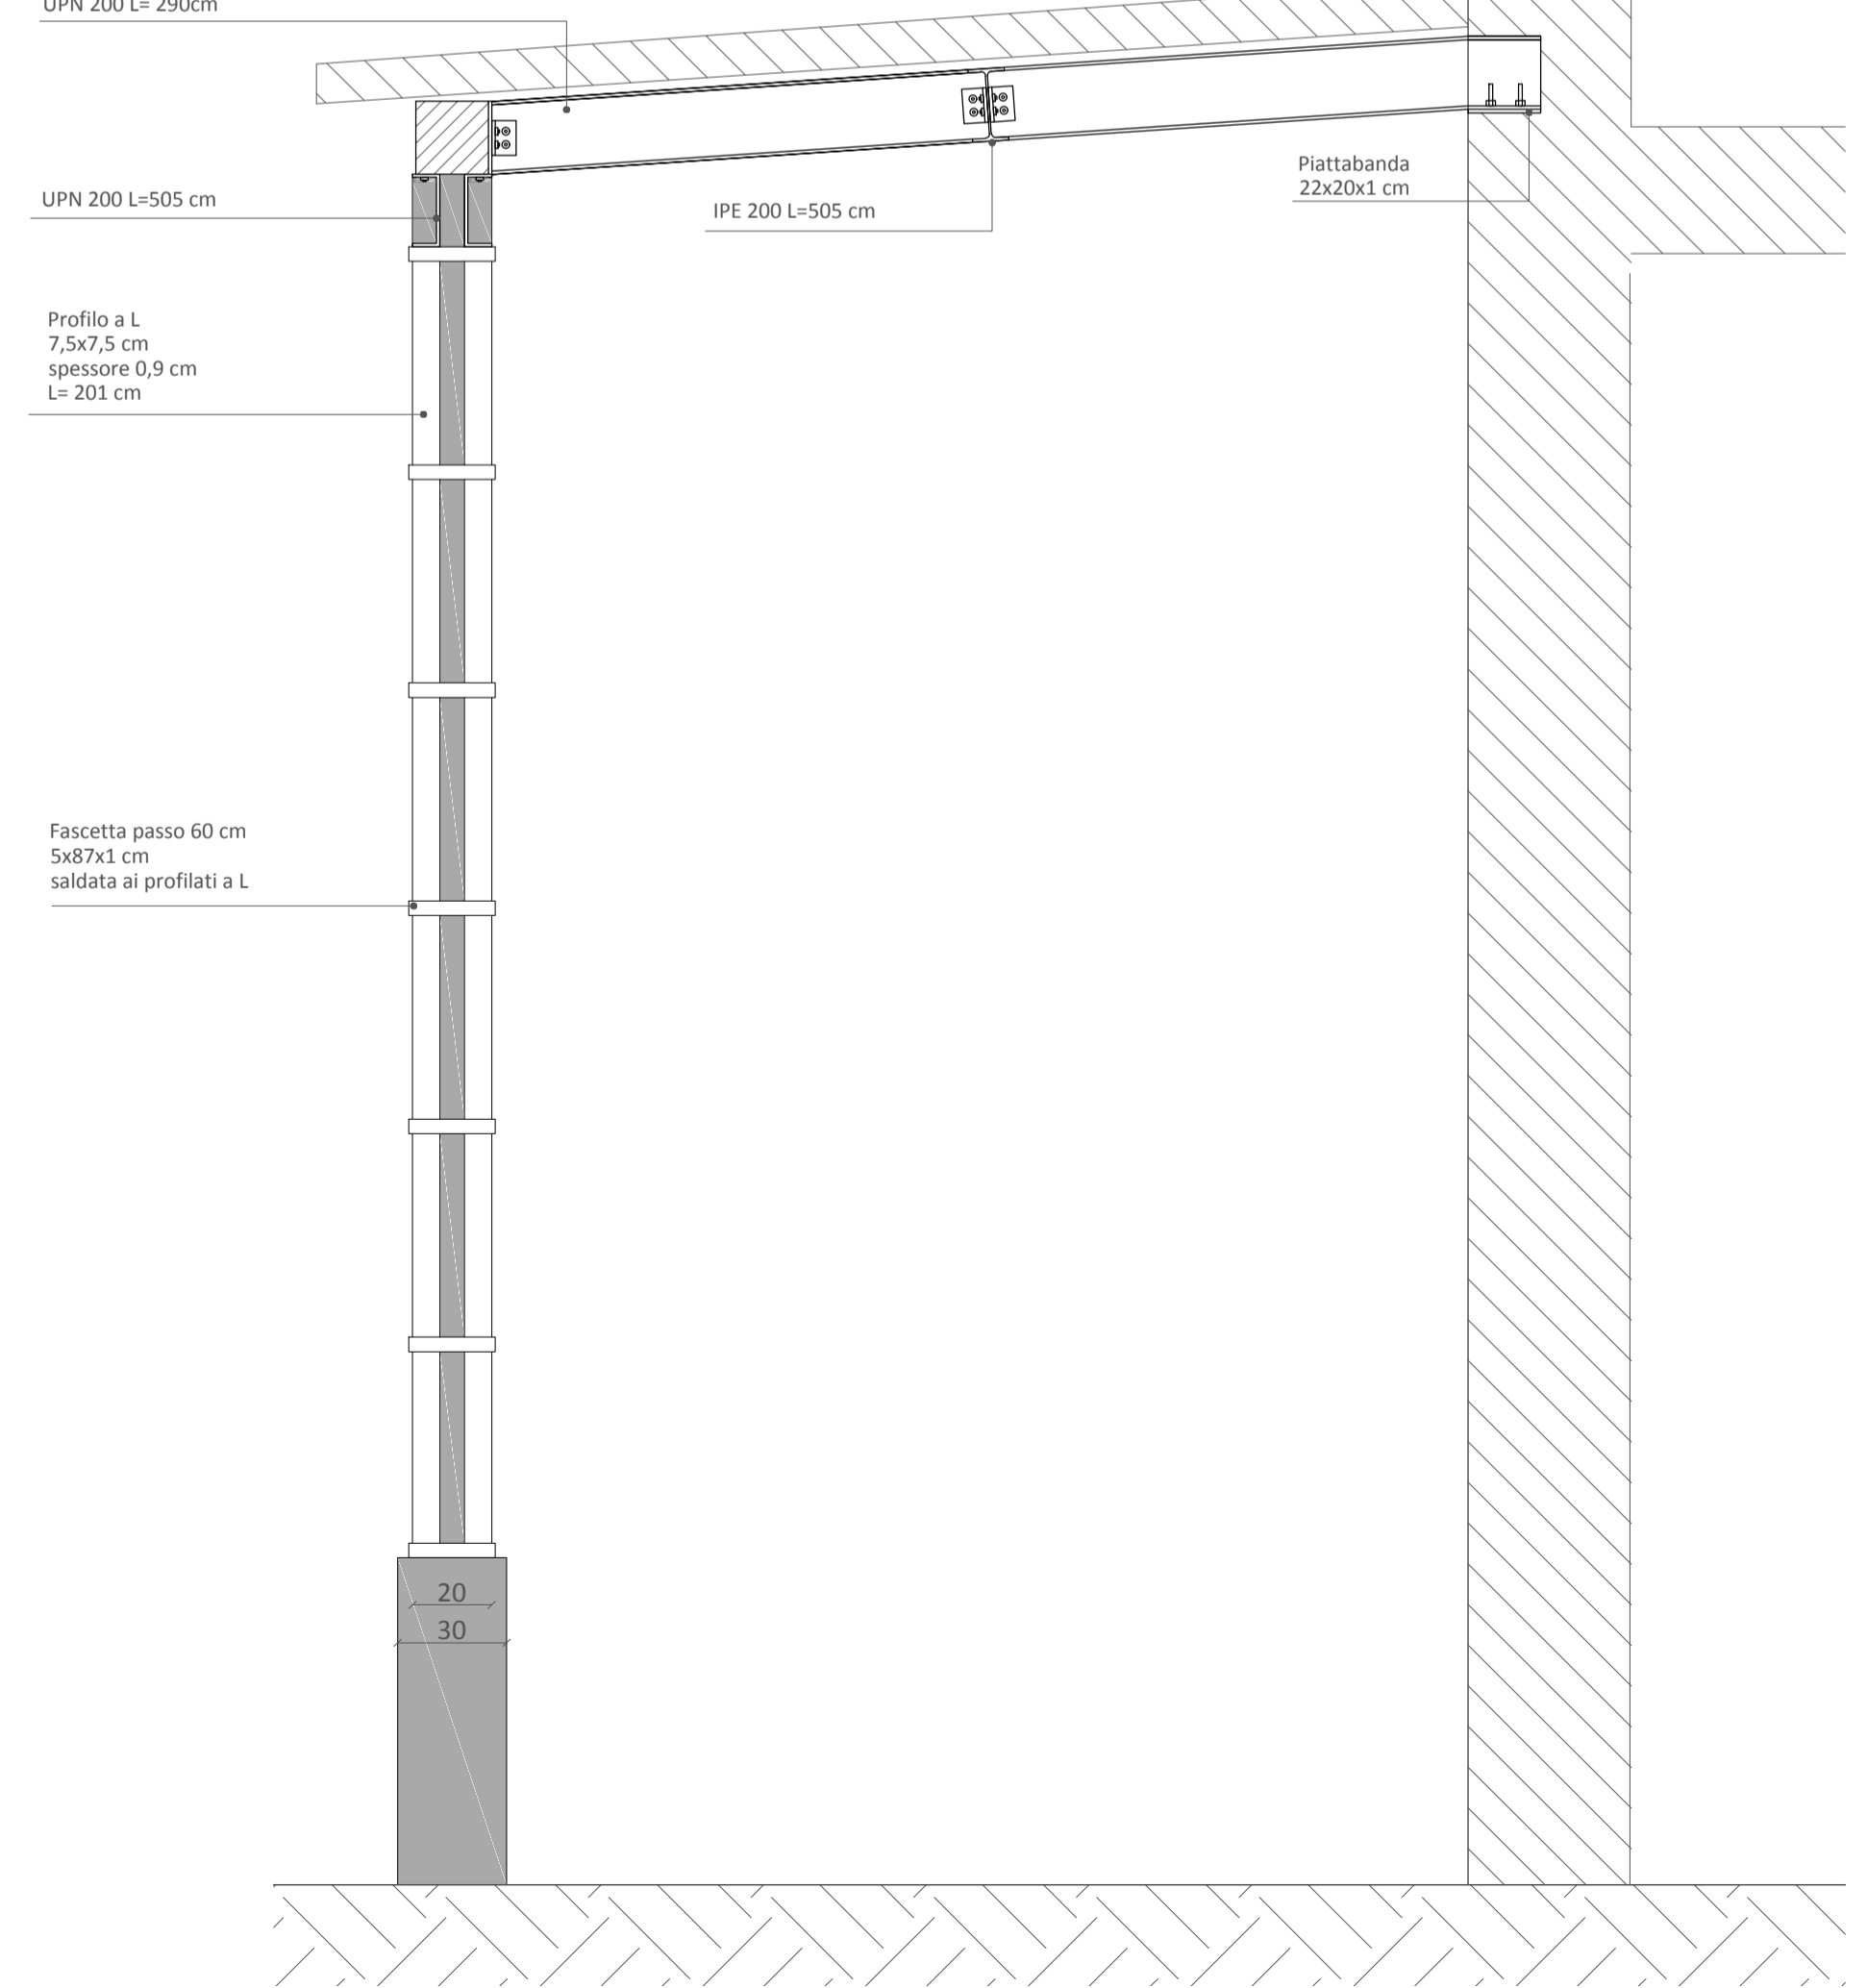 UPN 200 L= 290cm
Piattabanda
22x20x1 cm
UPN 200 L=505 cm
IPE 200 L=505 cm
Profilo a L
7,5x7,5 cm
spessore 0,9 cm
L= 201 cm
Fascetta passo 60 cm
5x87x1 cm
saldata ai profilati a L
20
30